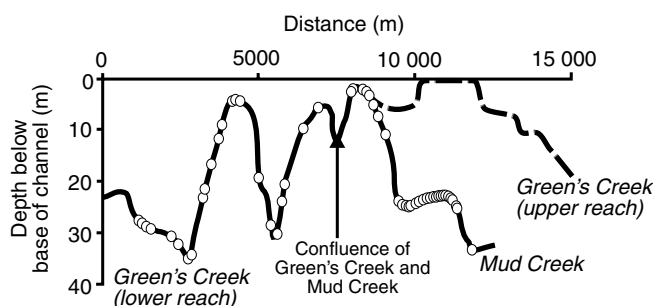 Distance (m)
0 5000 10 000 15 000
0
10
20
30
40
Depth below
base of channel (m)
Green's Creek
(lower reach)
Confluence of
Green's Creek and
Mud Creek
Green's Creek
(upper reach)
Mud Creek